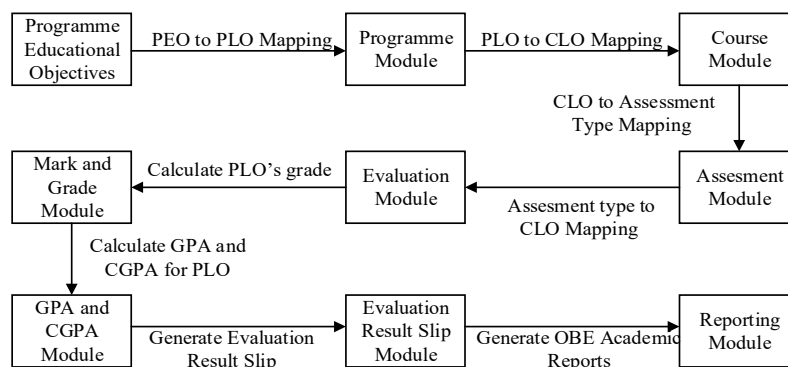 Programme
Educational
Objectives
PEO to PLO Mapping
Programme
Module
PLO to CLO Mapping
Course
Module
CLO to Assessment
Type Mapping
Mark and
Grade
Module
Calculate PLO's grade
Evaluation
Module
Assesment type to
CLO Mapping
Assesment
Module
Calculate GPA and
CGPA for PLO
GPA and
CGPA
Module
Generate Evaluation
Result Slip
Evaluation
Result Slip
Module
Generate OBE Academic
Reports
Reporting
Module